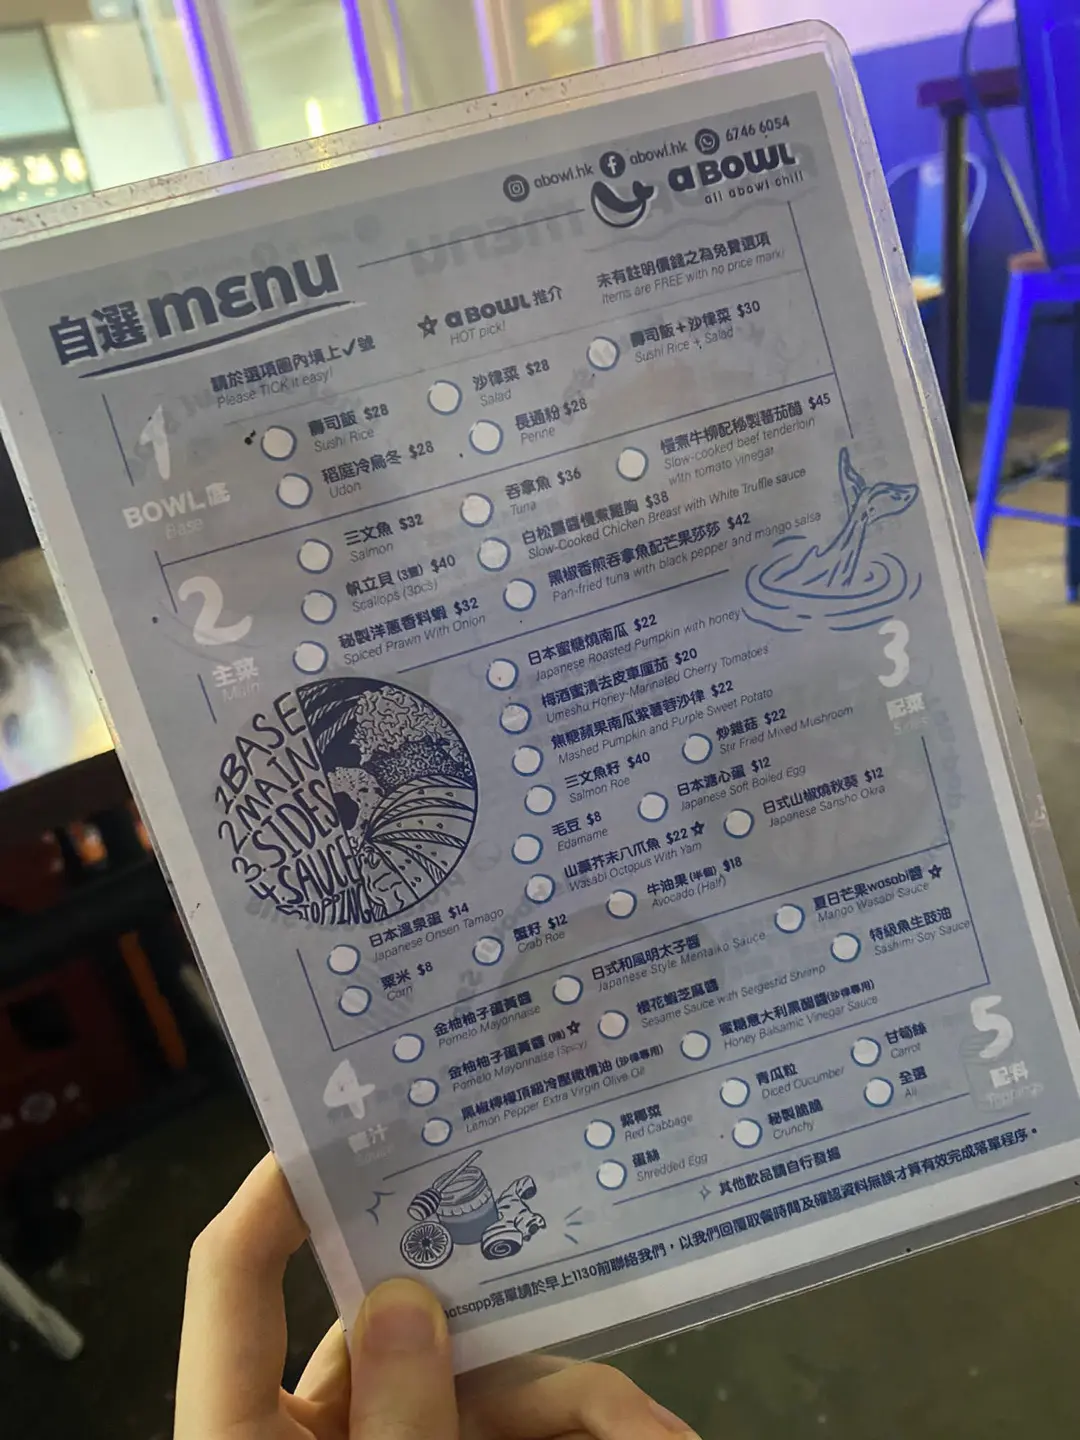 abowl.hk abowl.hk 6746 6054
a BOWL
all abowl chill
自選 menu
請於選項圈內填上✓號
Please TICK it easy!
☆ a BOWL 推介
HOT pick!
未有註明價錢之為免費選項
Items are FREE with no price mark!
1
BOWL底
Base
壽司飯 $28
Sushi Rice
沙律菜 $28
Salad
壽司飯+沙律菜 $30
Sushi Rice + Salad
稻庭冷烏冬 $28
Udon
長通粉 $28
Penne
2
主菜
Main
三文魚 $32
Salmon
吞拿魚 $36
Tuna
慢煮牛柳配秘製蕃茄醋 $45
Slow-cooked beef tenderloin
with tomato vinegar
帆立貝 (3隻) $40
Scallops (3pcs)
白松露醬慢煮雞胸 $38
Slow-Cooked Chicken Breast with White Truffle sauce
秘製洋蔥香料蝦 $32
Spiced Prawn With Onion
黑椒香煎吞拿魚配芒果莎莎 $42
Pan-fried tuna with black pepper and mango salsa
1 BASE
2. MAIN
3. SIDES
4. SAUCE
5 TOPPING
3
配菜
Sides
日本蜜糖燒南瓜 $22
Japanese Roasted Pumpkin with honey
梅酒蜜漬去皮車厘茄 $20
Umeshu Honey-Marinated Cherry Tomatoes
焦糖蘋果南瓜紫薯蓉沙律 $22
Mashed Pumpkin and Purple Sweet Potato
三文魚籽 $40
Salmon Roe
炒雜菇 $22
Stir Fried Mixed Mushroom
毛豆 $8
Edamame
日本溏心蛋 $12
Japanese Soft Boiled Egg
山葵芥末八爪魚 $22 ☆
Wasabi Octopus With Yam
日式山椒燒秋葵 $12
Japanese Sansho Okra
日本溫泉蛋 $14
Japanese Onsen Tamago
蟹籽 $12
Crab Roe
牛油果 (半個) $18
Avocado (Half)
粟米 $8
Corn
4
醬汁
Sauce
金柚柚子蛋黃醬
Pomelo Mayonnaise
日式和風明太子醬
Japanese Style Mentaiko Sauce
夏日芒果wasabi醬 ☆
Mango Wasabi Sauce
金柚柚子蛋黃醬 (辣) ☆
Pomelo Mayonnaise (Spicy)
櫻花蝦芝麻醬
Sesame Sauce with Sergestid Shrimp
特級魚生豉油
Sashimi Soy Sauce
黑椒檸檬頂級冷壓橄欖油 (沙律專用)
Lemon Pepper Extra Virgin Olive Oil
蜜糖意大利黑醋醬(沙律專用)
Honey Balsamic Vinegar Sauce
5
配料
Toppings
紫椰菜
Red Cabbage
青瓜粒
Diced Cucumber
甘筍絲
Carrot
蛋絲
Shredded Egg
秘製脆脆
Crunchy
全選
All
其他飲品請自行發掘
hatsapp落單請於早上1130前聯絡我們,以我們回覆取餐時間及確認資料無誤才算有效完成落單程序。